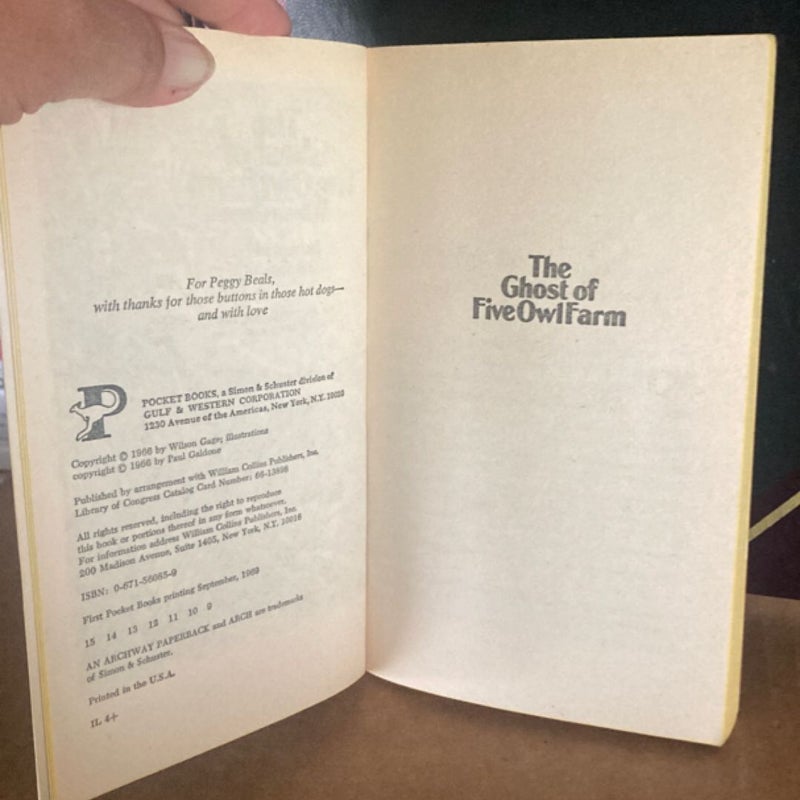 For Peggy Beals,
with thanks for those buttons in those hot dogs—
and with love
P
POCKET BOOKS, a Simon & Schuster division of
GULF & WESTERN CORPORATION
1230 Avenue of the Americas, New York, N.Y. 10020
Copyright © 1966 by Wilson Gage; illustrations
copyright © 1966 by Paul Galdone
Published by arrangement with William Collins Publishers, Inc.
Library of Congress Catalog Card Number: 66-13898
All rights reserved, including the right to reproduce
this book or portions thereof in any form whatsoever.
For information address William Collins Publishers, Inc.
200 Madison Avenue, Suite 1405, New York, N.Y. 10016
ISBN: 0-671-56085-9
First Pocket Books printing September, 1969
15 14 13 12 11 10 9
AN ARCHWAY PAPERBACK and ARCH are trademarks
of Simon & Schuster.
Printed in the U.S.A.
IL 4+
The
Ghost of
Five Owl Farm